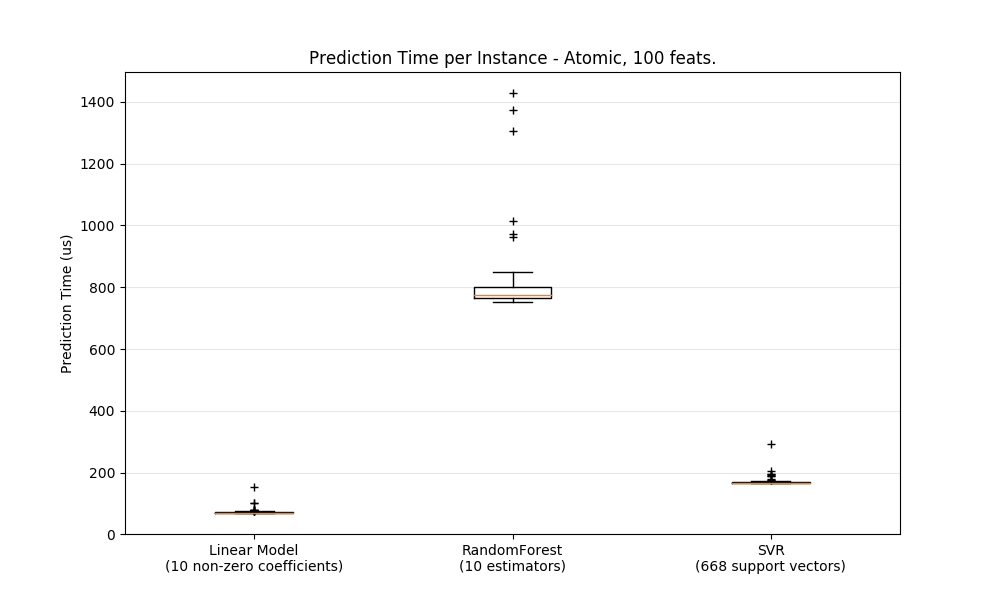 Prediction Time per Instance - Atomic, 100 feats.
Prediction Time (us)
1400
1200
1000
800
600
400
200
0
Linear Model
(10 non-zero coefficients)
RandomForest
(10 estimators)
SVR
(668 support vectors)